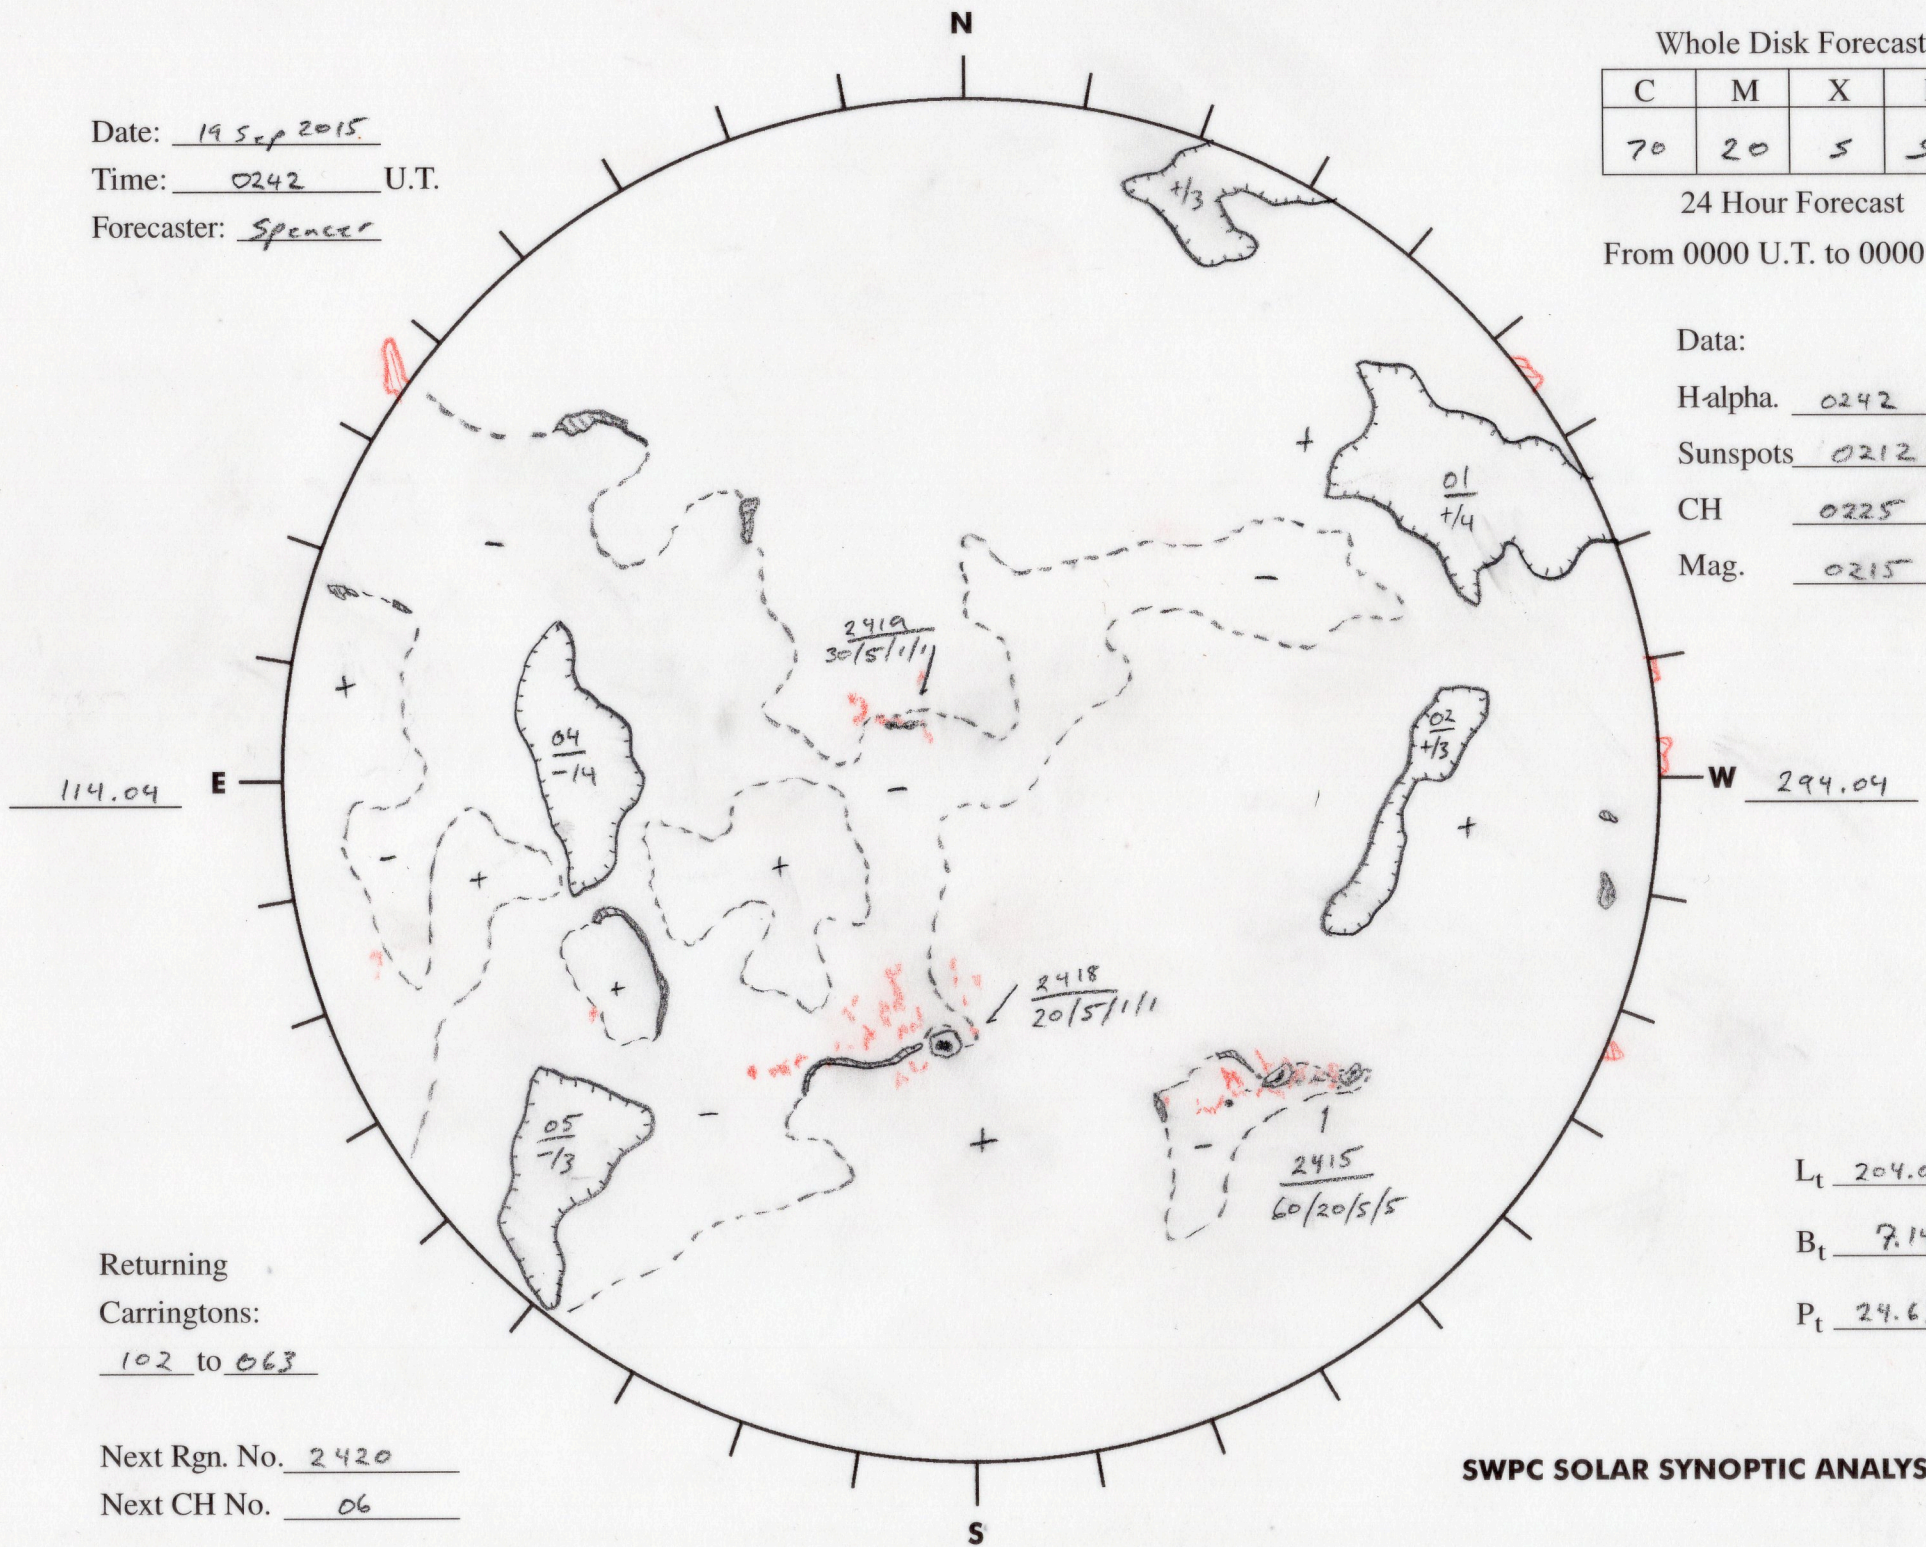 N
Whole Disk Forecast
C M X
70 20 5
24 Hour Forecast
From 0000 U.T. to 0000
Date: 19 Sep 2015
Time: 0242 U.T.
Forecaster: Spencer
Data:
H-alpha. 0242
Sunspots 0212
CH 0225
Mag. 0215
+/3
+
01
+/4
-
-
2419
30/5/1/1
+
04
-/4
02
+/3
114.04 E
W 294.04
-
+
-
+
+
+
2418
20/5/1/1
05
-/3
-
+
-
1
2415
60/20/5/5
Lt 204.0
Bt 7.14
Pt 24.6
Returning
Carringtons:
102 to 063
Next Rgn. No. 2420
Next CH No. 06
SWPC SOLAR SYNOPTIC ANALYS
S